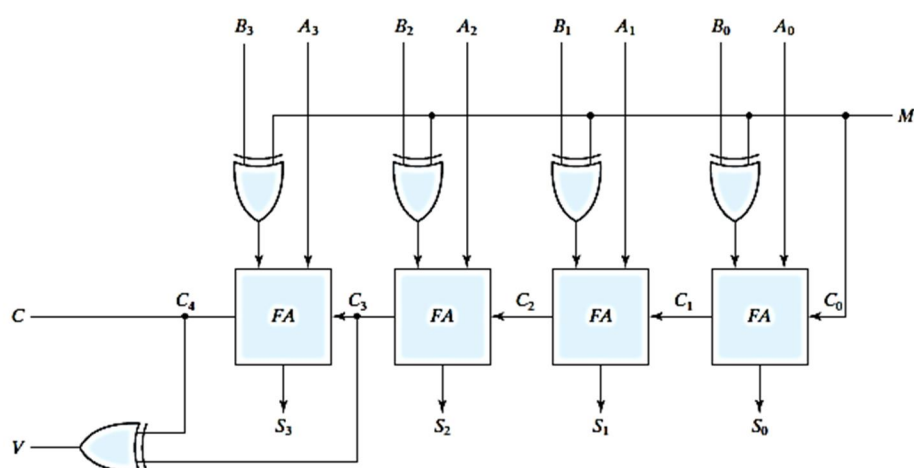 B₃ A₃ B₂ A₂ B₁ A₁ B₀ A₀
M
C C₄ FA C₃ FA C₂ FA C₁ FA C₀
S₃ S₂ S₁ S₀
V